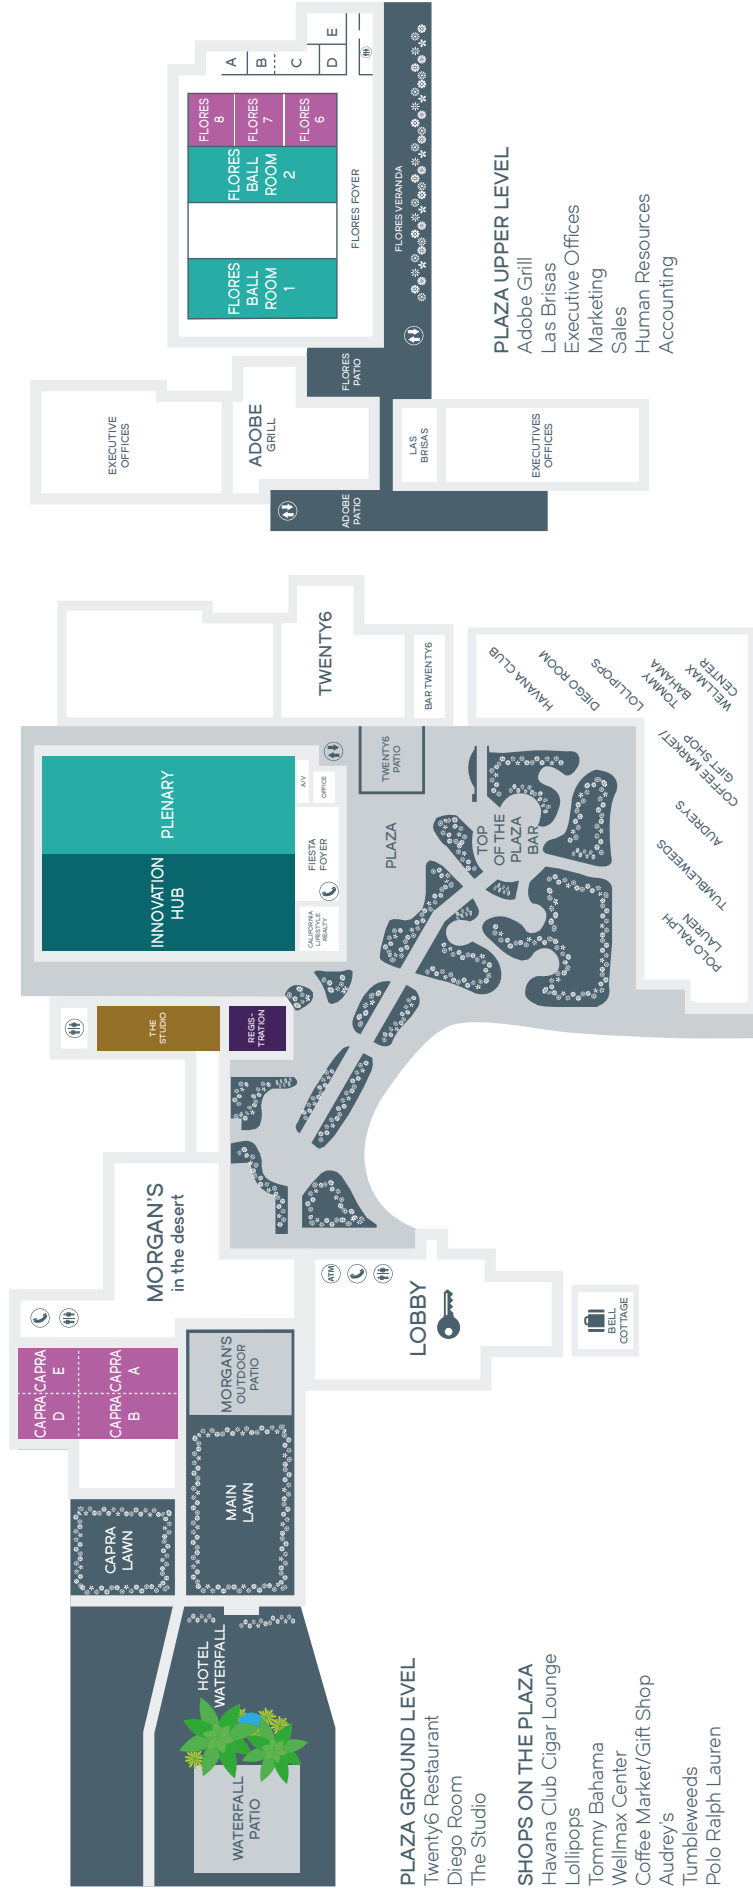 PLAZA UPPER LEVEL
Adobe Grill
Las Brisas
Executive Offices
Marketing
Sales
Human Resources
Accounting
A
B
C
D
E
FLORES
8
FLORES
7
FLORES
6
FLORES
BALL
ROOM
2
FLORES
BALL
ROOM
1
FLORES FOYER
FLORES VERANDA
FLORES
PATIO
EXECUTIVE
OFFICES
ADOBE
GRILL
LAS
BRISAS
EXECUTIVES
OFFICES
ADOBE
PATIO
TWENTY6
BAR TWENTY6
HAVANA CLUB
DIEGO ROOM
LOLLIPOPS
TOMMY
BAHAMA
WELLMAX
CENTER
COFFEE MARKET/
GIFT SHOP
AUDREYS
TUMBLEWEEDS
POLO RALPH
LAUREN
PLENARY
INNOVATION
HUB
A/V
OFFICE
FIESTA
FOYER
CALIFORNIA
LIFESTYLE
REALTY
TWENTY6
PATIO
PLAZA
TOP
OF THE
PLAZA
BAR
THE
STUDIO
REGIS-
TRATION
MORGAN'S
in the desert
ATM
LOBBY
BELL
COTTAGE
CAPRA
D
CAPRA
E
CAPRA
B
CAPRA
A
MORGAN'S
OUTDOOR
PATIO
CAPRA
LAWN
MAIN
LAWN
HOTEL
WATERFALL
WATERFALL
PATIO
PLAZA GROUND LEVEL
Twenty6 Restaurant
Diego Room
The Studio
SHOPS ON THE PLAZA
Havana Club Cigar Lounge
Lollipops
Tommy Bahama
Wellmax Center
Coffee Market/Gift Shop
Audrey's
Tumbleweeds
Polo Ralph Lauren